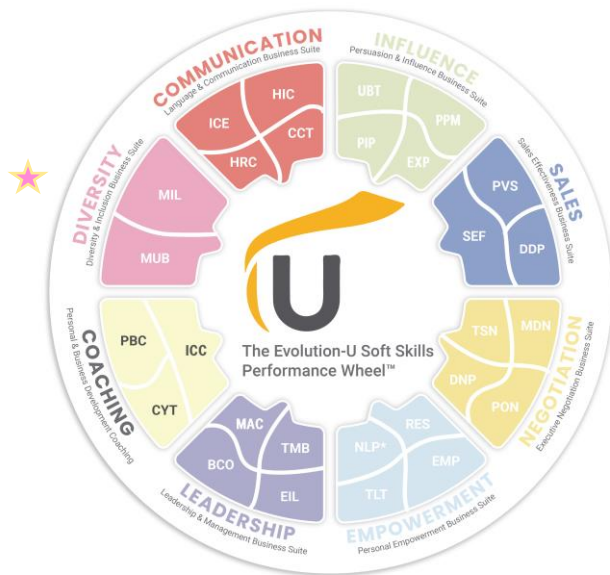 COMMUNICATION
Language & Communication Business Suite
HIC
ICE
CCT
HRC
INFLUENCE
Persuasion & Influence Business Suite
UBT
PPM
PIP
EXP
SALES
Sales Effectiveness Business Suite
PVS
SEF
DDP
NEGOTIATION
Executive Negotiation Business Suite
TSN
MDN
DNP
PON
EMPOWERMENT
Personal Empowerment Business Suite
RES
NLP*
EMP
TLT
LEADERSHIP
Leadership & Management Business Suite
MAC
TMB
BCO
EIL
COACHING
Personal & Business Development Coaching
PBC
ICC
CYT
DIVERSITY
Diversity & Inclusion Business Suite
MIL
MUB
U
The Evolution-U Soft Skills
Performance Wheel™